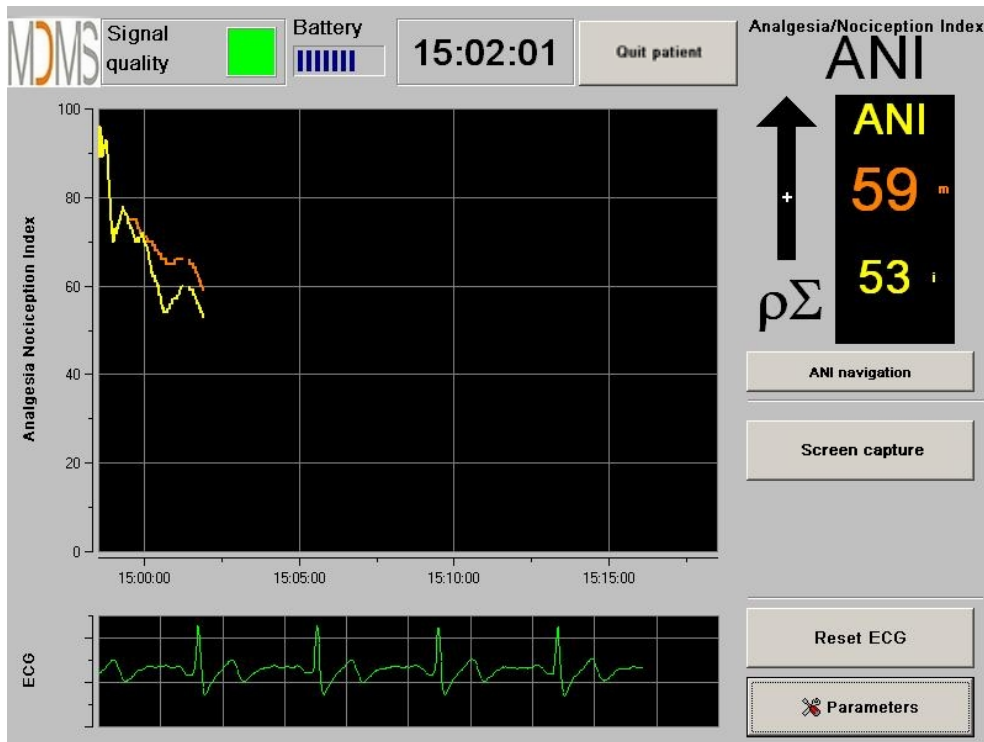 MDMS
Signal
quality
Battery
15:02:01
Quit patient
Analgesia/Nociception Index
ANI
100
80
60
40
20
0
Analgesia Nociception Index
15:00:00
15:05:00
15:10:00
15:15:00
+
ρΣ
ANI
59 m
53 i
ANI navigation
Screen capture
ECG
Reset ECG
Parameters